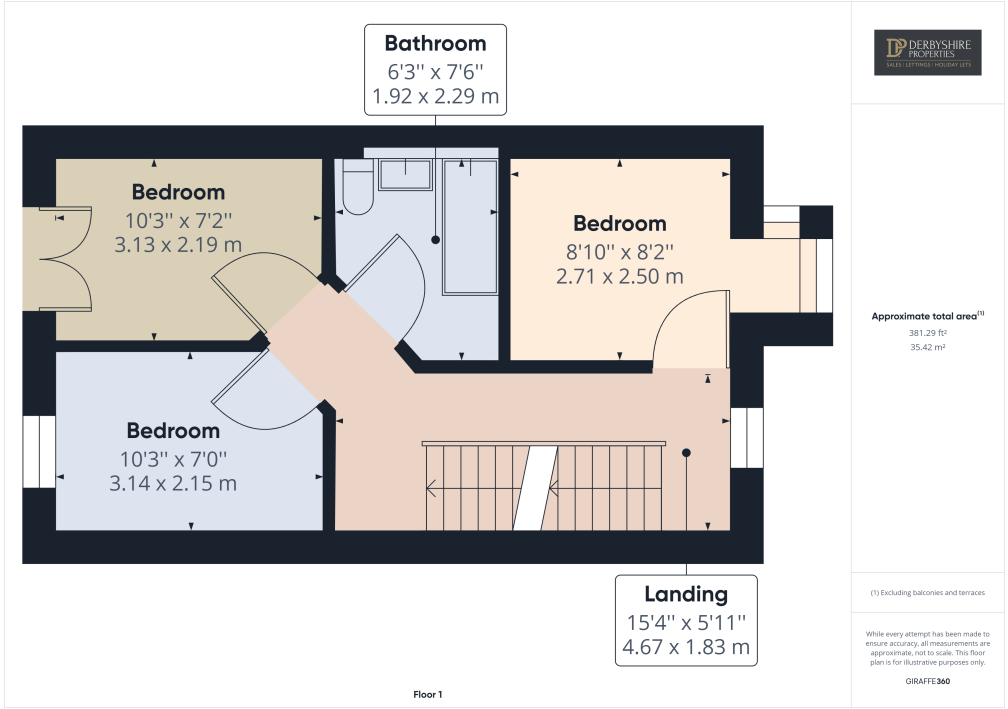 Bathroom
6'3'' x 7'6''
1.92 x 2.29 m
Bedroom
10'3'' x 7'2''
3.13 x 2.19 m
Bedroom
8'10'' x 8'2''
2.71 x 2.50 m
Bedroom
10'3'' x 7'0''
3.14 x 2.15 m
Landing
15'4'' x 5'11''
4.67 x 1.83 m
Floor 1
DP DERBYSHIRE
PROPERTIES
SALES | LETTINGS | HOLIDAY LETS
Approximate total area(1)
381.29 ft²
35.42 m²
(1) Excluding balconies and terraces
While every attempt has been made to
ensure accuracy, all measurements are
approximate, not to scale. This floor
plan is for illustrative purposes only.
GIRAFFE360